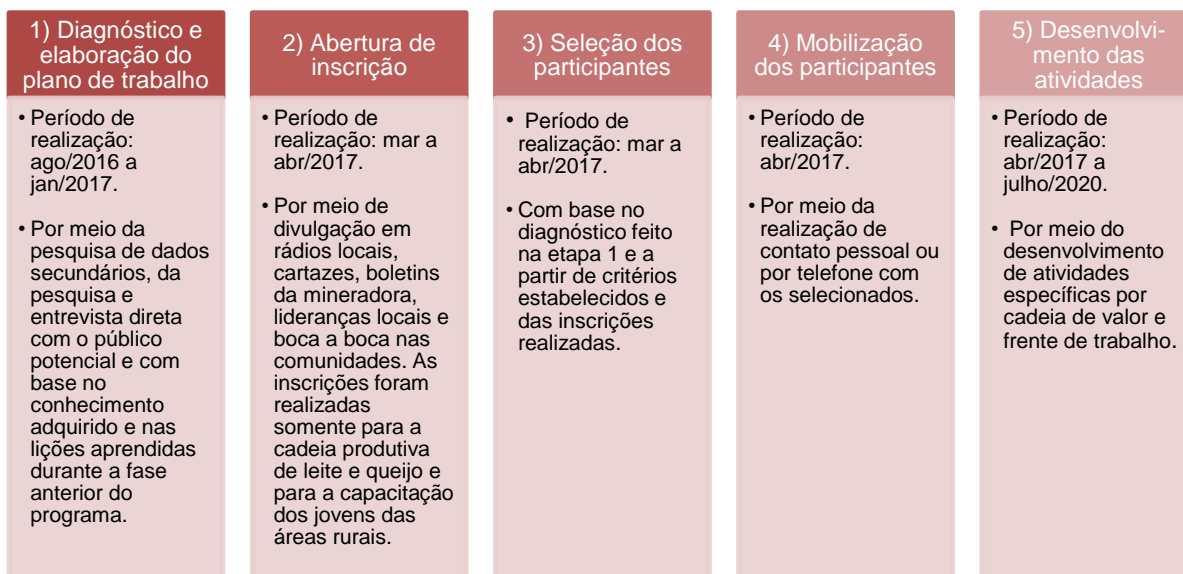 1) Diagnóstico e
elaboração do
plano de trabalho
• Período de
realização:
ago/2016 a
jan/2017.
• Por meio da
pesquisa de dados
secundários, da
pesquisa e
entrevista direta
com o público
potencial e com
base no
conhecimento
adquirido e nas
lições aprendidas
durante a fase
anterior do
programa.
2) Abertura de
inscrição
• Período de
realização: mar a
abr/2017.
• Por meio de
divulgação em
rádios locais,
cartazes, boletins
da mineradora,
lideranças locais e
boca a boca nas
comunidades. As
inscrições foram
realizadas
somente para a
cadeia produtiva
de leite e queijo e
para a capacitação
dos jovens das
áreas rurais.
3) Seleção dos
participantes
• Período de
realização: mar a
abr/2017.
• Com base no
diagnóstico feito
na etapa 1 e a
partir de critérios
estabelecidos e
das inscrições
realizadas.
4) Mobilização
dos participantes
• Período de
realização:
abr/2017.
• Por meio da
realização de
contato pessoal ou
por telefone com
os selecionados.
5) Desenvolvi-
mento das
atividades
• Período de
realização:
abr/2017 a
julho/2020.
• Por meio do
desenvolvimento
de atividades
específicas por
cadeia de valor e
frente de trabalho.